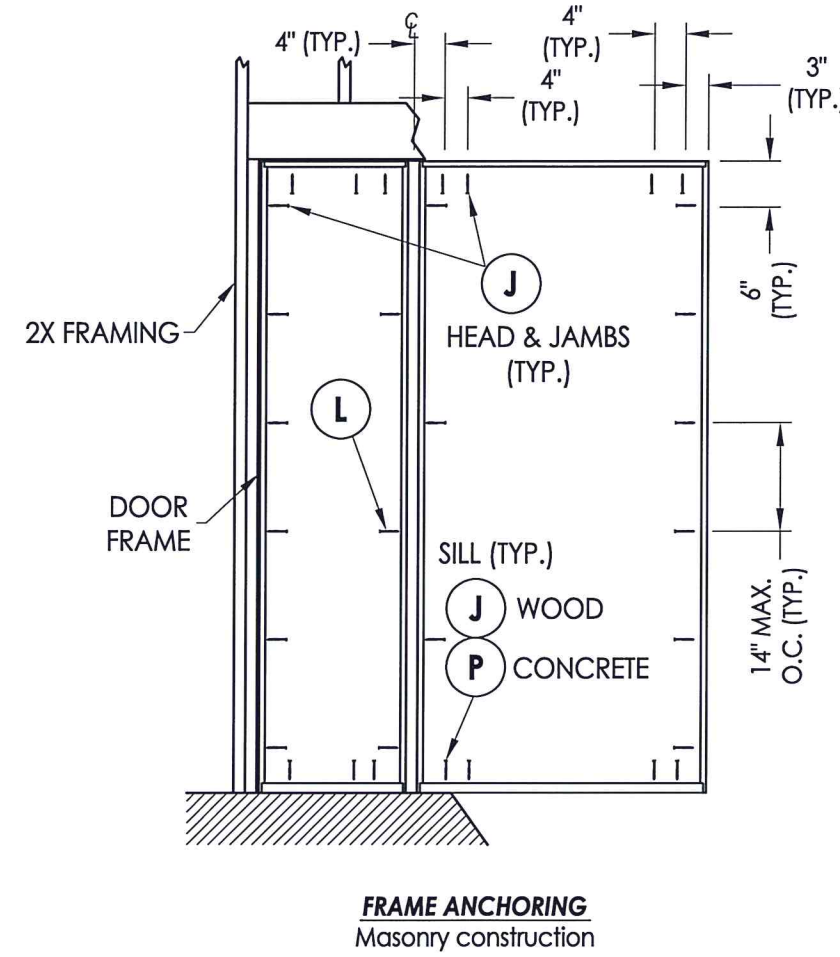 4" (TYP.)
℄
4"
(TYP.)
4"
(TYP.)
3"
(TYP.)
6"
(TYP.)
J
HEAD & JAMBS
(TYP.)
2X FRAMING
L
DOOR
FRAME
SILL (TYP.)
J WOOD
P CONCRETE
14" MAX.
O.C. (TYP.)
FRAME ANCHORING
Masonry construction